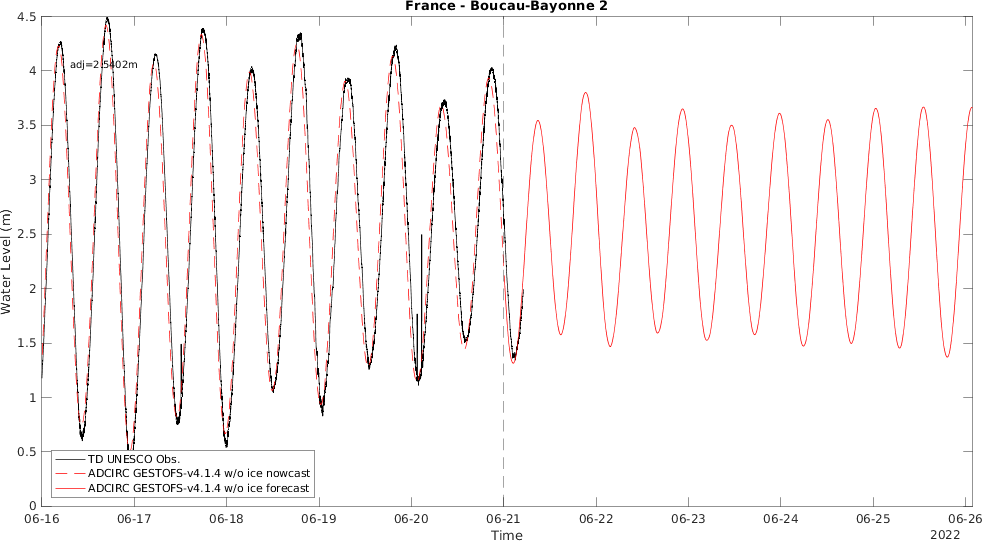 France - Boucau-Bayonne 2
adj=2.5402m
Water Level (m)
4.5
4
3.5
3
2.5
2
1.5
1
0.5
0
TD UNESCO Obs.
ADCIRC GESTOFS-v4.1.4 w/o ice nowcast
ADCIRC GESTOFS-v4.1.4 w/o ice forecast
06-16 06-17 06-18 06-19 06-20 06-21 06-22 06-23 06-24 06-25 06-26
Time
2022